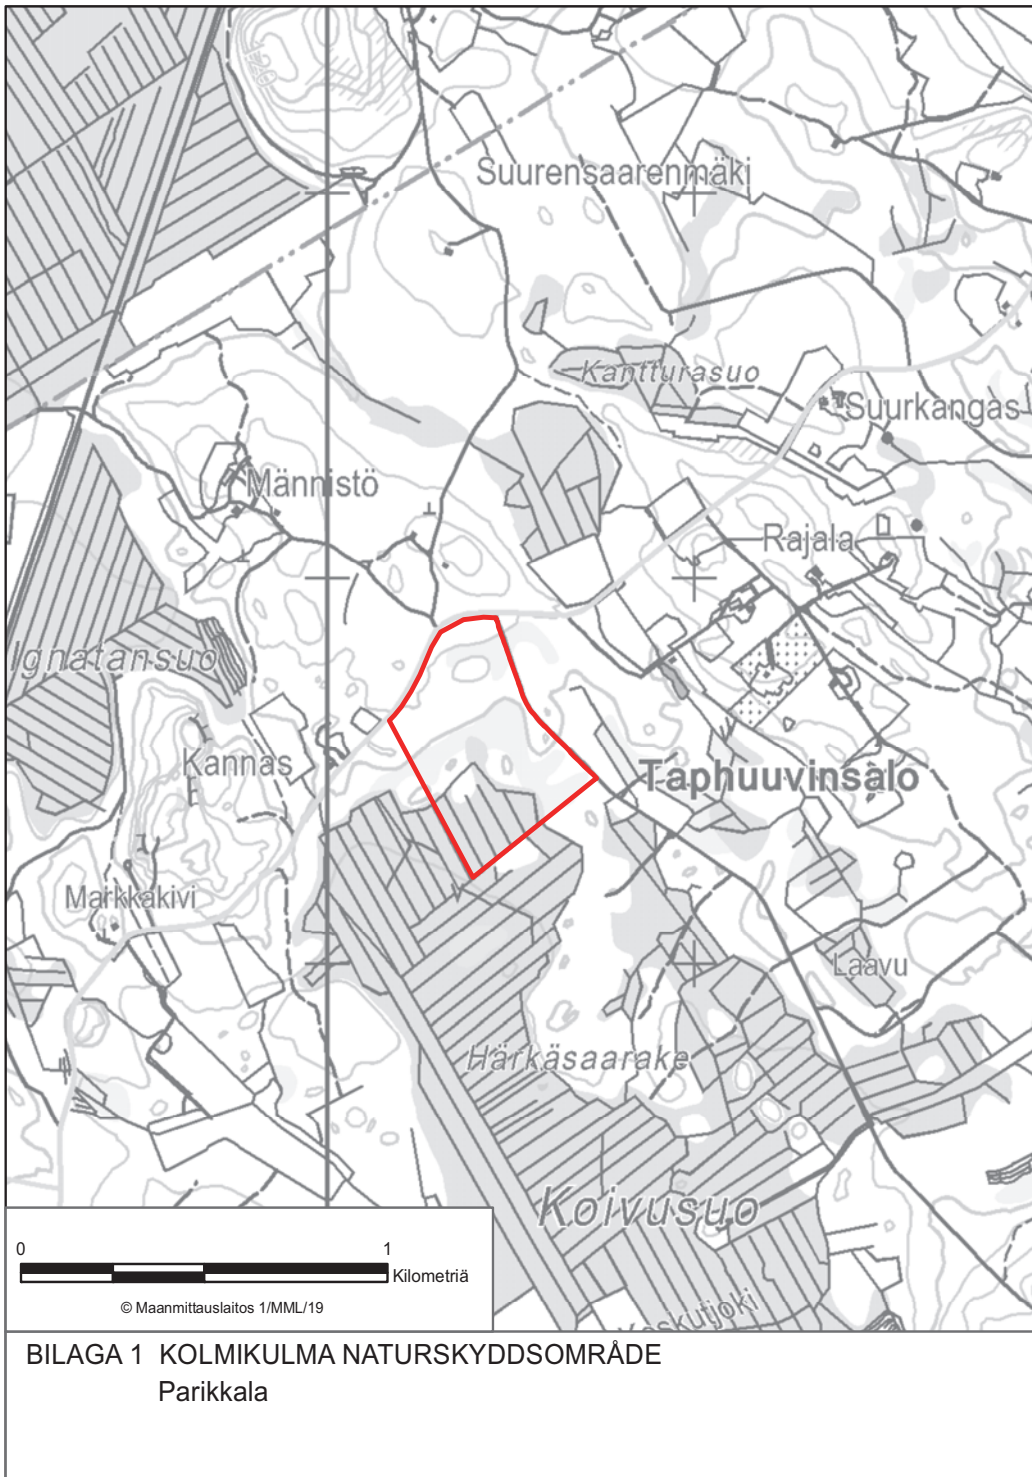 Suurensaarenmäki
Kantturasuo
Suurkangas
Männistö
Rajala
Ignatansuo
Kannas
Taphuuvinsalo
Markkakivi
Laavu
Härkäsaarake
Koivusuo
0 1
Kilometriä
© Maanmittauslaitos 1/MML/19
BILAGA 1 KOLMIKULMA NATURSKYDDSOMRÅDE
Parikkala